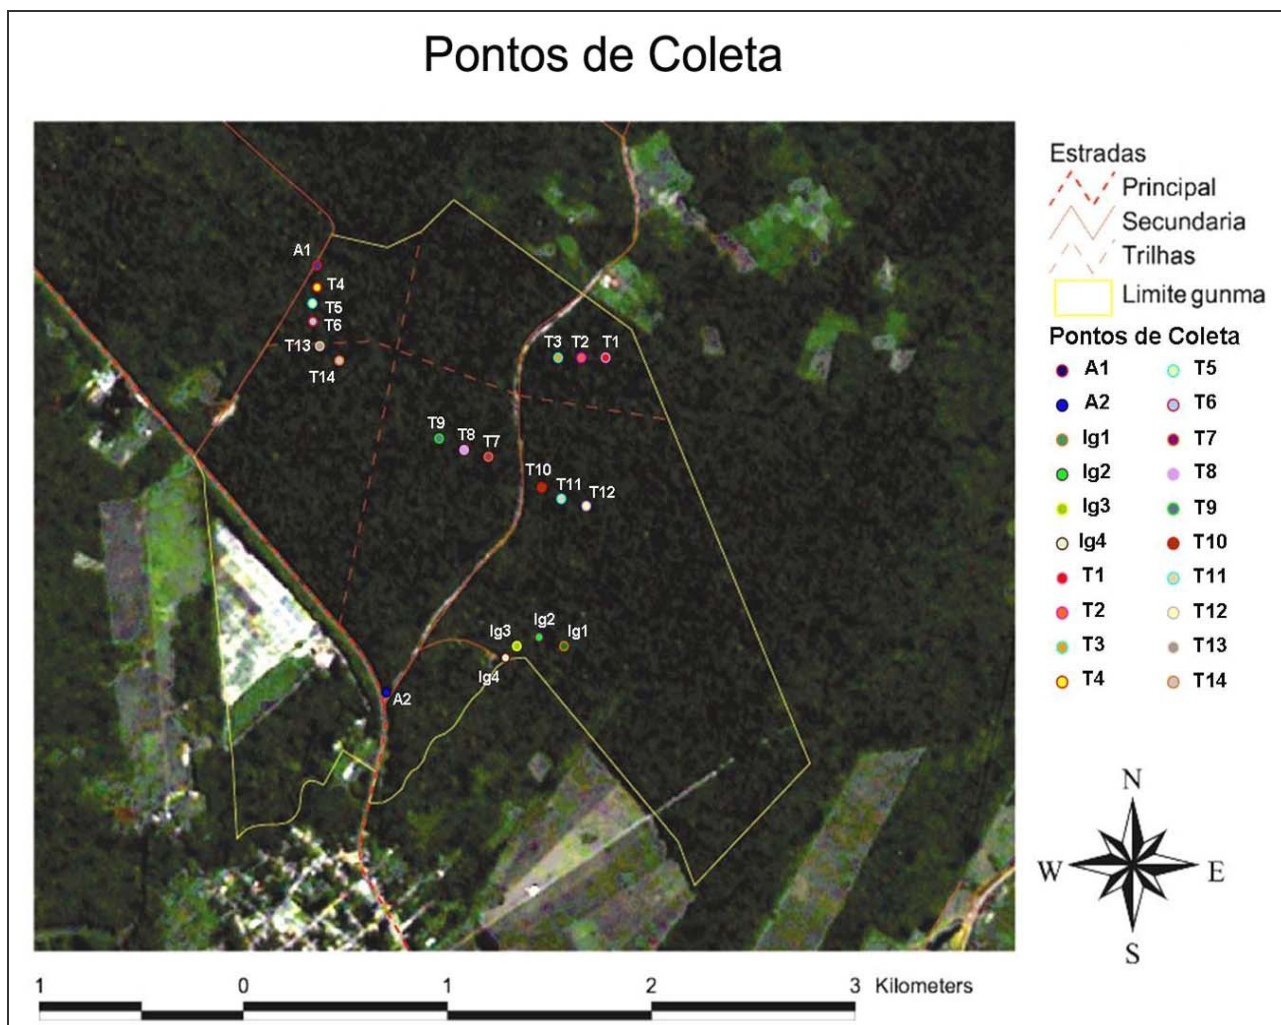 Pontos de Coleta
Estradas
Principal
Secundaria
Trilhas
Limite gunma
Pontos de Coleta
A1 T5
A2 T6
Ig1 T7
Ig2 T8
Ig3 T9
Ig4 T10
T1 T11
T2 T12
T3 T13
T4 T14
A1
T4
T5
T6
T13
T14
T3 T2 T1
T9 T8 T7
T10 T11 T12
Ig3 Ig2 Ig1
Ig4
A2
N
W E
S
1 0 1 2 3 Kilometers